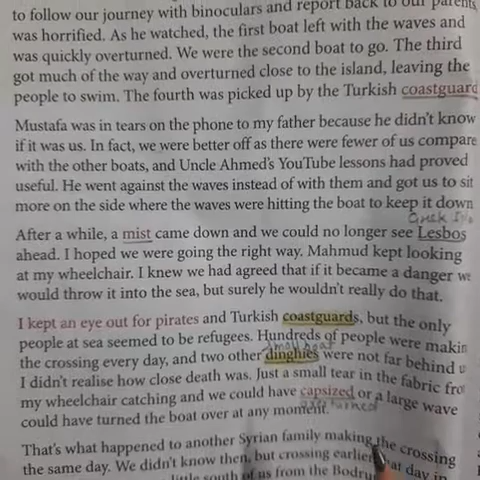 to follow our journey with binoculars and report back to our parents
was horrified. As he watched, the first boat left with the waves and
was quickly overturned. We were the second boat to go. The third
got much of the way and overturned close to the island, leaving the
people to swim. The fourth was picked up by the Turkish coastguard
Mustafa was in tears on the phone to my father because he didn't know
if it was us. In fact, we were better off as there were fewer of us compare
with the other boats, and Uncle Ahmed's YouTube lessons had proved
useful. He went against the waves instead of with them and got us to sit
more on the side where the waves were hitting the boat to keep it down
Greek
After a while, a mist came down and we could no longer see Lesbos
ahead. I hoped we were going the right way. Mahmud kept looking
at my wheelchair. I knew we had agreed that if it became a danger we
would throw it into the sea, but surely he wouldn't really do that.
I kept an eye out for pirates and Turkish coastguards, but the only
people at sea seemed to be refugees. Hundreds of people were makin
small boat
the crossing every day, and two other dinghies were not far behind u
I didn't realise how close death was. Just a small tear in the fabric fro
my wheelchair catching and we could have capsized or a large wave
overturned
could have turned the boat over at any moment.
That's what happened to another Syrian family making the crossing
the same day. We didn't know then, but crossing earlier that day in
little south of us from the Bodru